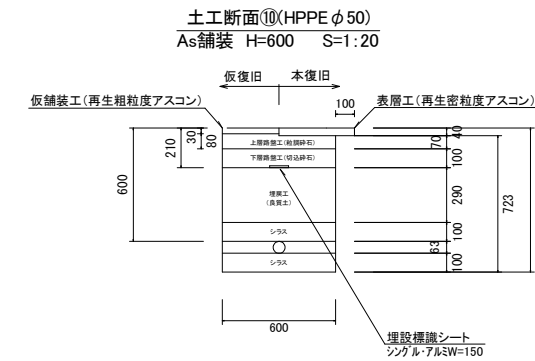 土工断面⑩(HPPEφ50)
As舗装 H=600 S=1:20
仮復旧 本復旧
仮舗装工(再生粗粒度アスコン)
100
表層工(再生密粒度アスコン)
上層路盤工(粒調砕石)
下層路盤工(切込砕石)
埋戻工
(良質土)
シラス
シラス
600
210
30
80
40
70
100
290
100
63
100
723
600
埋設標識シート
シングル・アルミW=150